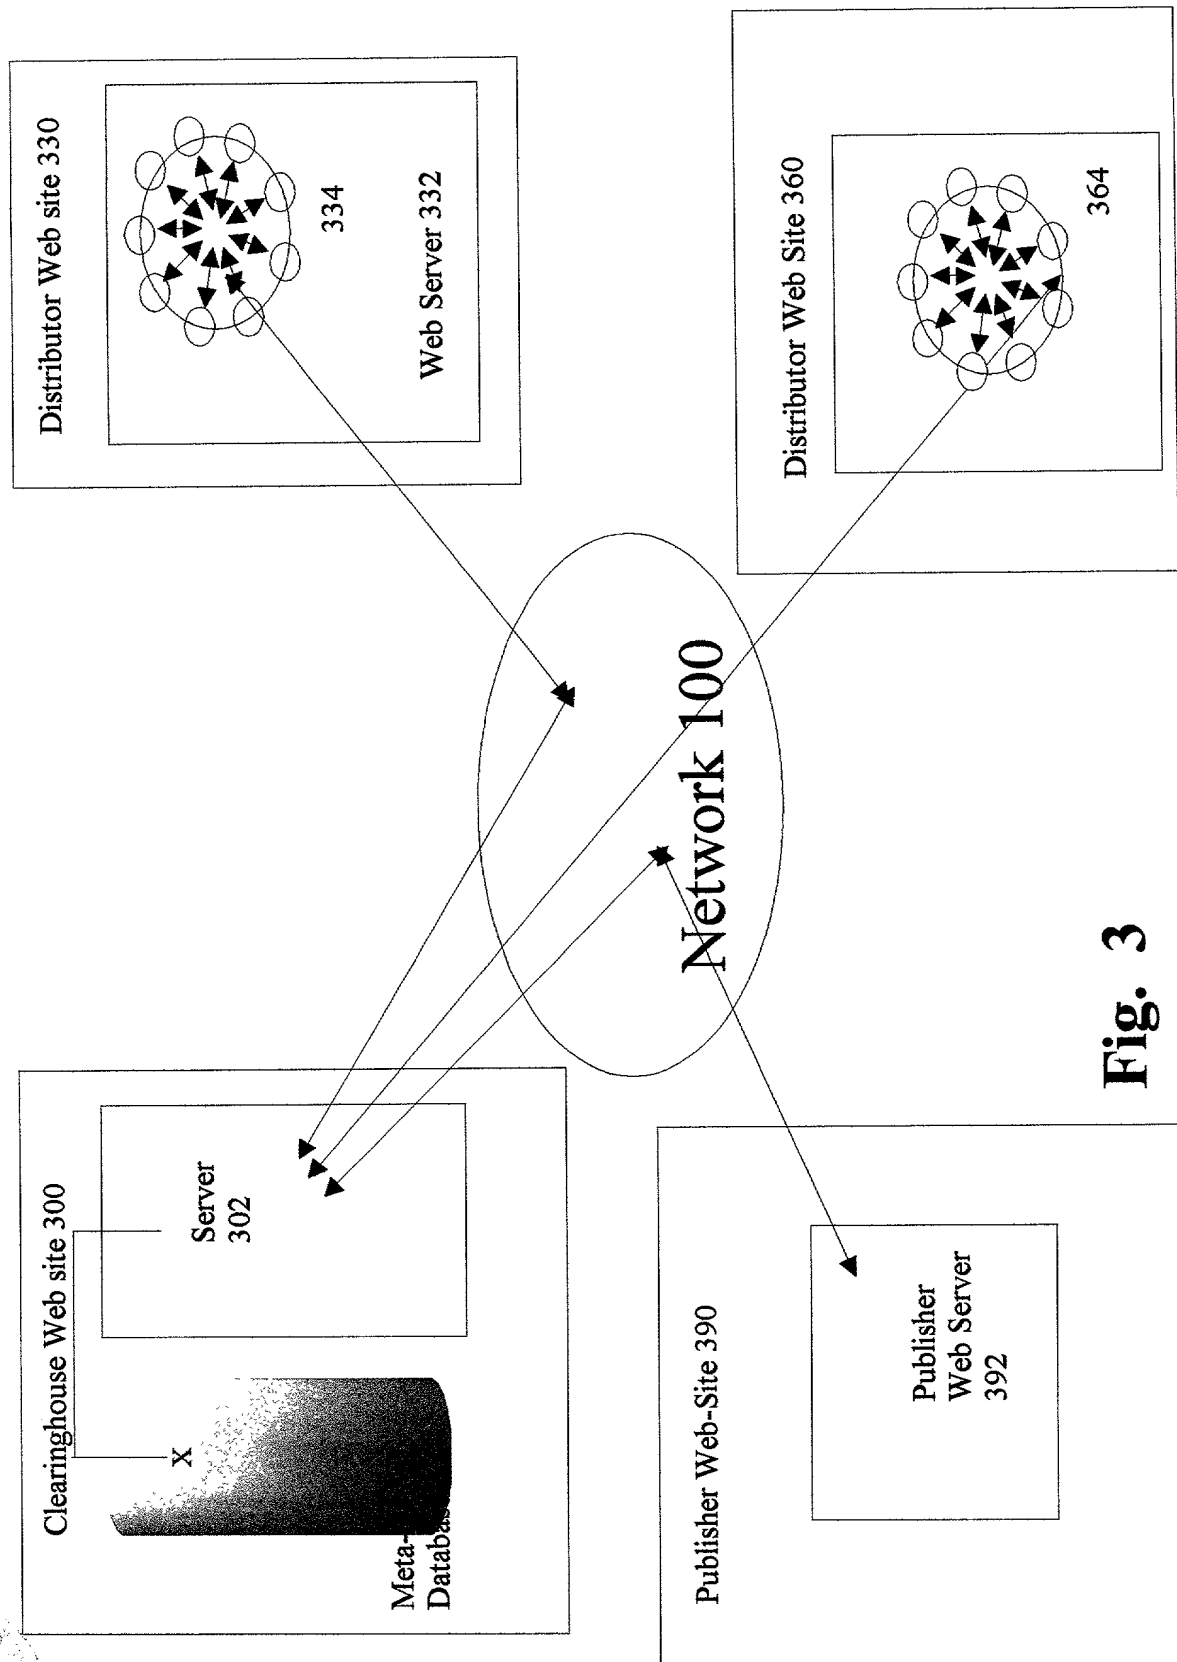 Clearinghouse Web site 300
Server
302
X
Meta-
Databas
Distributor Web site 330
334
Web Server 332
Network 100
Publisher Web-Site 390
Publisher
Web Server
392
Distributor Web Site 360
364
Fig. 3